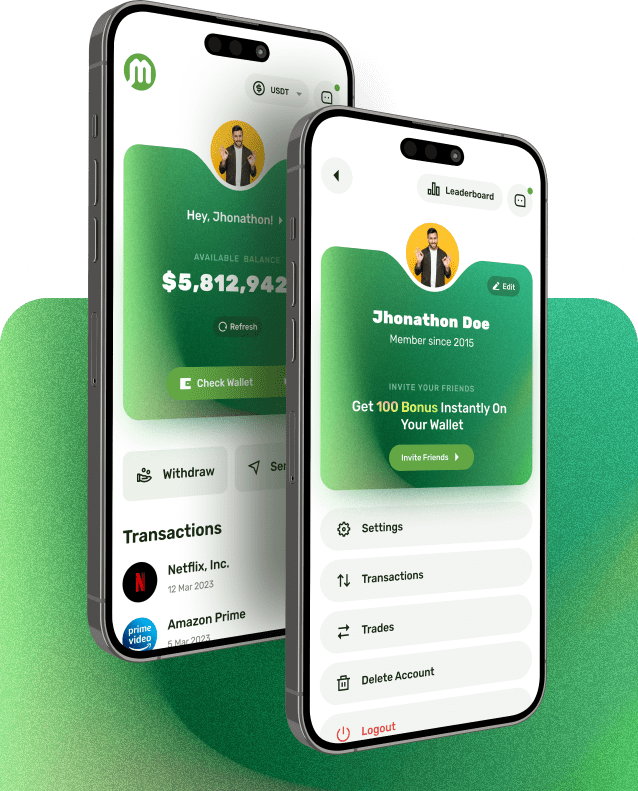 m
USDT
Hey, Jhonathon!
AVAILABLE BALANCE
$5,812,942
Refresh
Check Wallet
Withdraw
Transactions
Netflix, Inc.
12 Mar 2023
N
Amazon Prime
5 Mar 2023
prime
video
Leaderboard
Edit
Jhonathon Doe
Member since 2015
INVITE YOUR FRIENDS
Get 100 Bonus Instantly On
Your Wallet
Invite Friends
Settings
Transactions
Trades
Delete Account
Logout